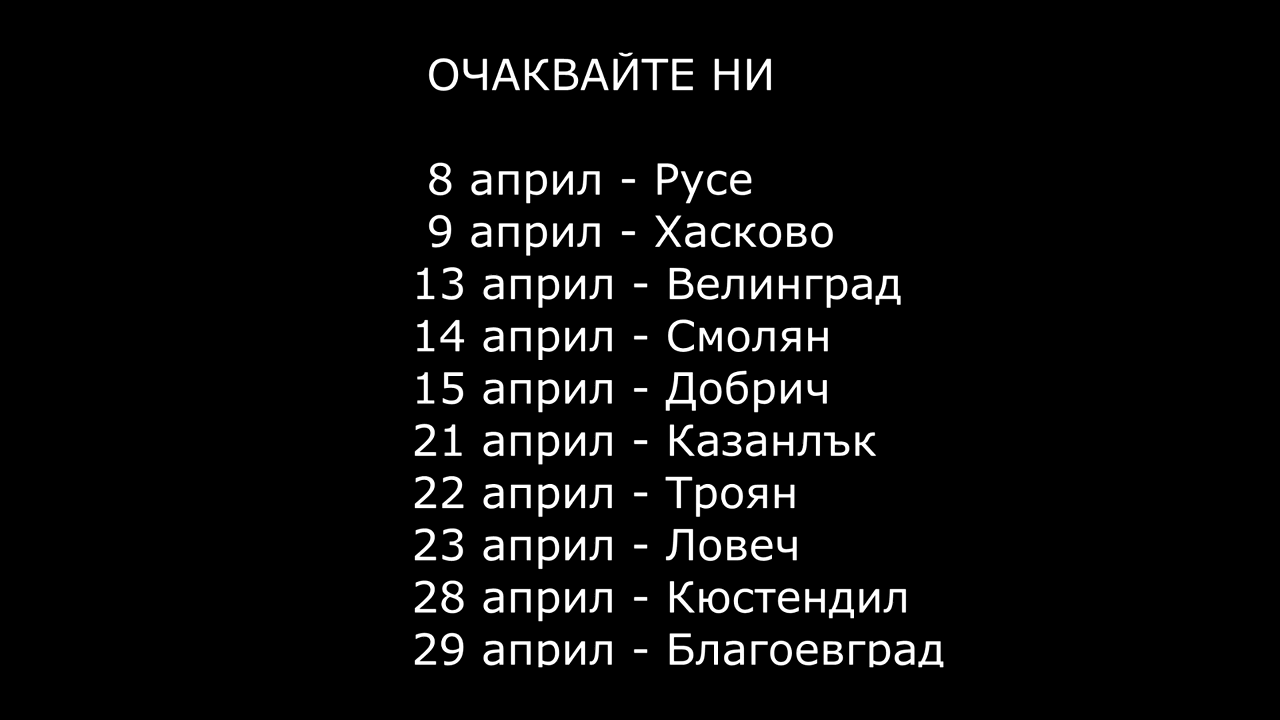 ОЧАКВАЙТЕ НИ
8 април - Русе
9 април - Хасково
13 април - Велинград
14 април - Смолян
15 април - Добрич
21 април - Казанлък
22 април - Троян
23 април - Ловеч
28 април - Кюстендил
29 април - Благоевград